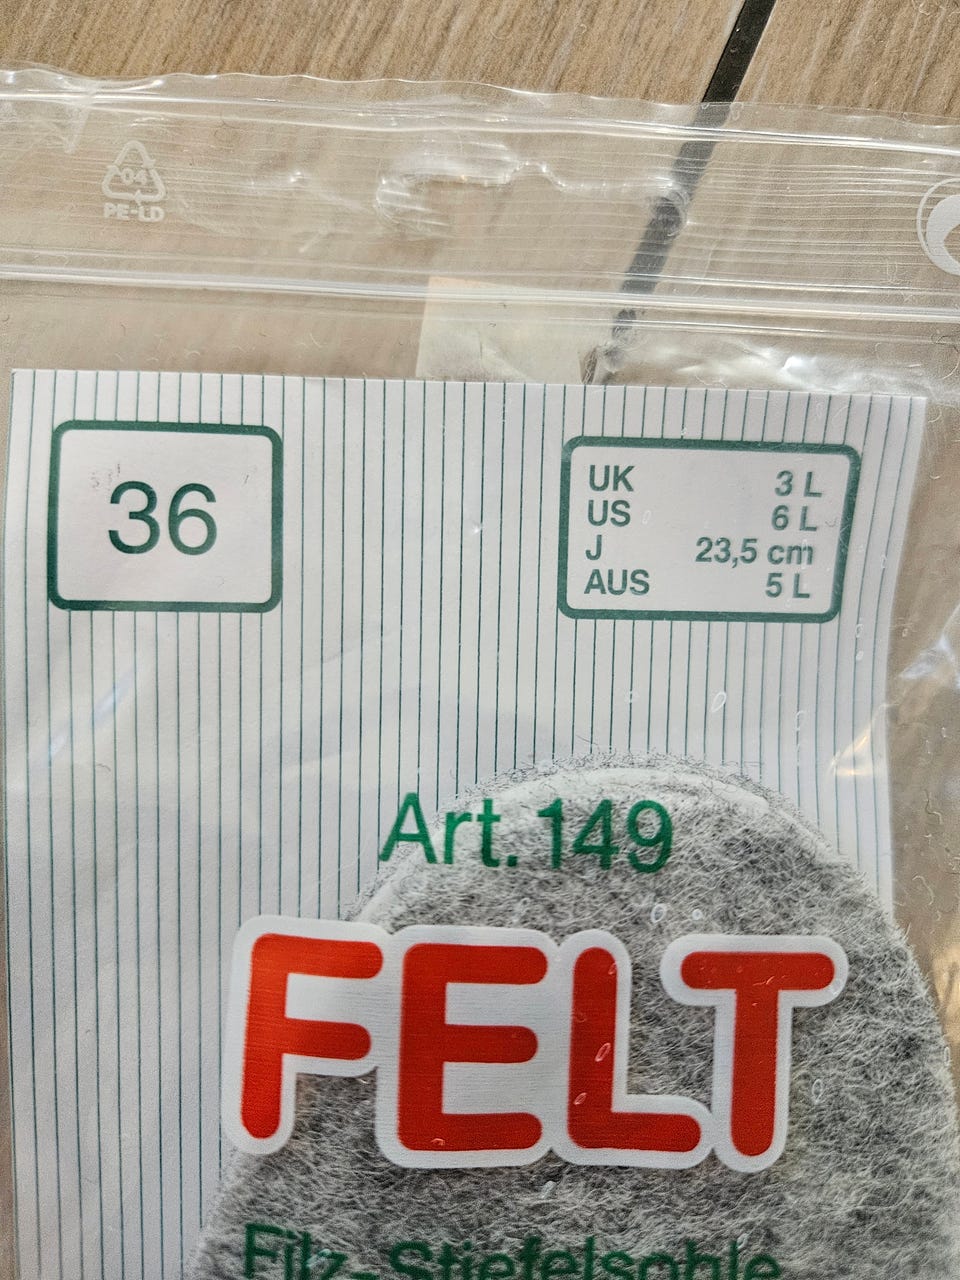 04
PE-LD
36
UK 3 L
US 6 L
J 23,5 cm
AUS 5 L
Art. 149
FELT
Filz-Stiefelsohle